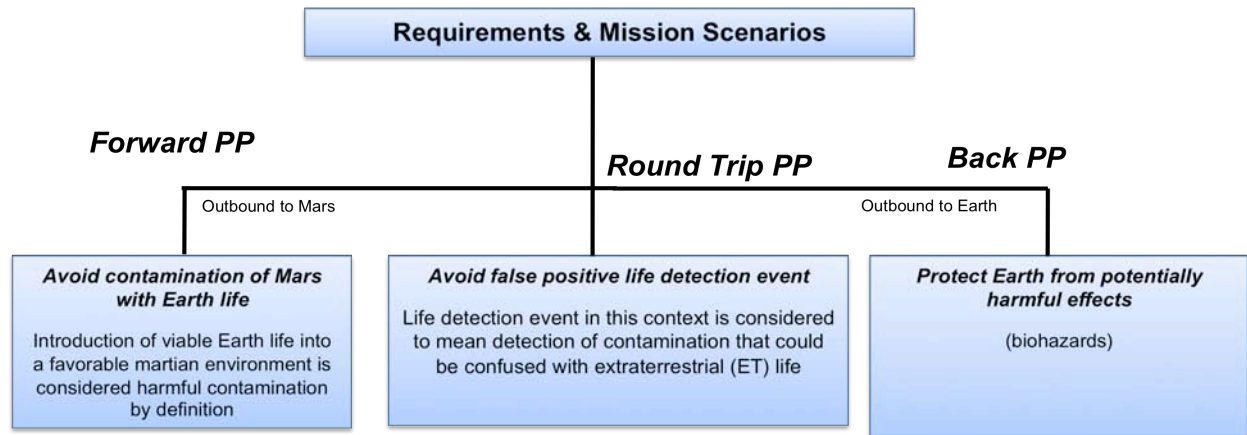 Requirements & Mission Scenarios
Forward PP
Round Trip PP
Back PP
Outbound to Mars
Outbound to Earth
Avoid contamination of Mars
with Earth life
Introduction of viable Earth life into
a favorable martian environment is
considered harmful contamination
by definition
Avoid false positive life detection event
Life detection event in this context is considered
to mean detection of contamination that could
be confused with extraterrestrial (ET) life
Protect Earth from potentially
harmful effects
(biohazards)